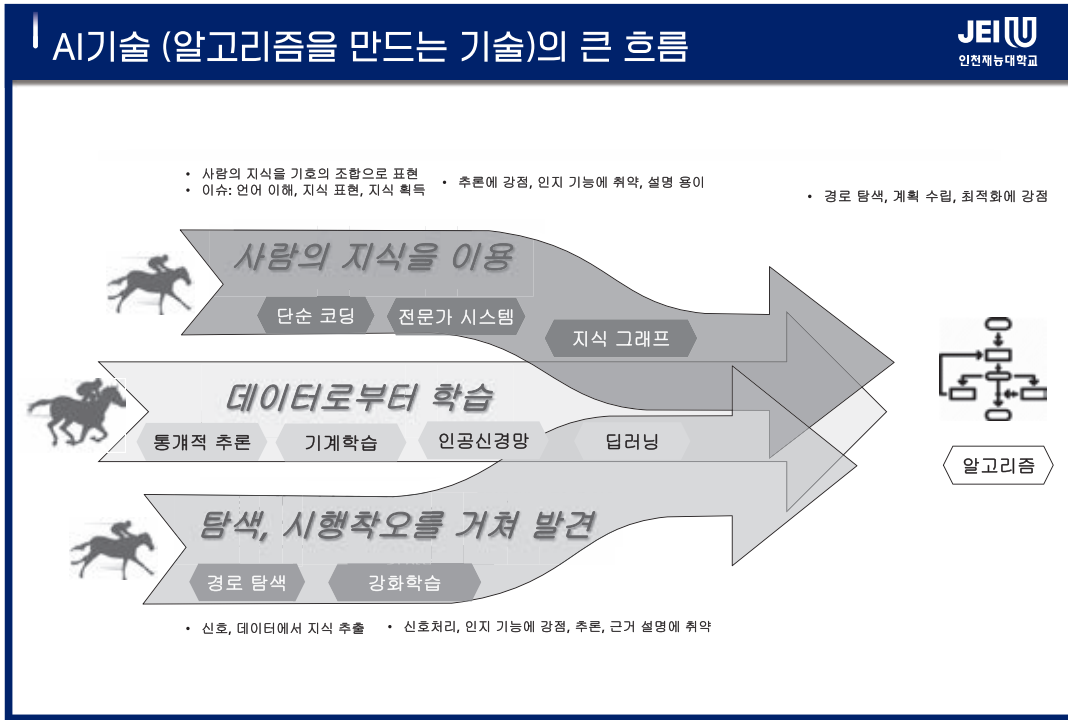 AI기술 (알고리즘을 만드는 기술)의 큰 흐름
JEIU
인천재능대학교
• 사람의 지식을 기호의 조합으로 표현
• 이슈: 언어 이해, 지식 표현, 지식 획득
• 추론에 강점, 인지 기능에 취약, 설명 용이
• 경로 탐색, 계획 수립, 최적화에 강점
사람의 지식을 이용
단순 코딩
전문가 시스템
지식 그래프
데이터로부터 학습
통걔적 추론
기계학습
인공신경망
딥러닝
알고리즘
탐색, 시행착오를 거쳐 발견
경로 탐색
강화학습
• 신호, 데이터에서 지식 추출
• 신호처리, 인지 기능에 강점, 추론, 근거 설명에 취약